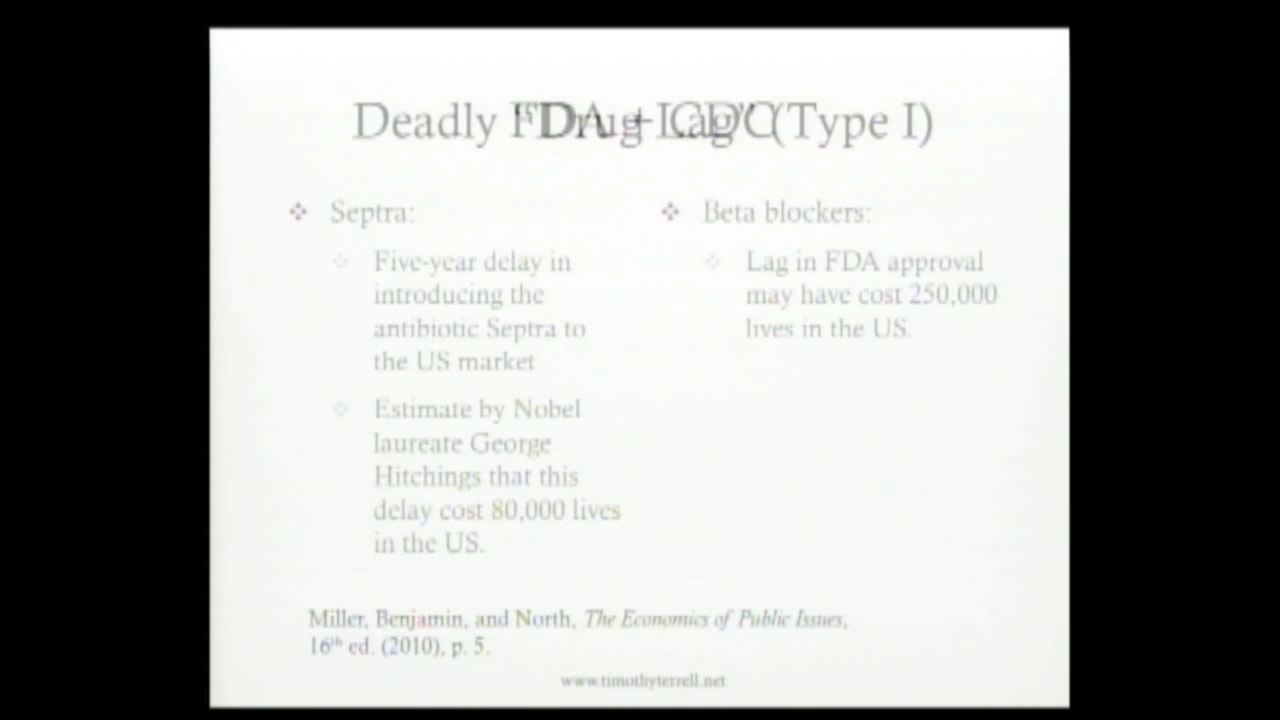 Deadly "Drug Lag" (Type I)
FDA + CDC
Septra:
Five-year delay in
introducing the
antibiotic Septra to
the US market
Estimate by Nobel
laureate George
Hitchings that this
delay cost 80,000 lives
in the US.
Beta blockers:
Lag in FDA approval
may have cost 250,000
lives in the US.
Miller, Benjamin, and North, The Economics of Public Issues,
16th ed. (2010), p. 5.
www.timothyterrell.net